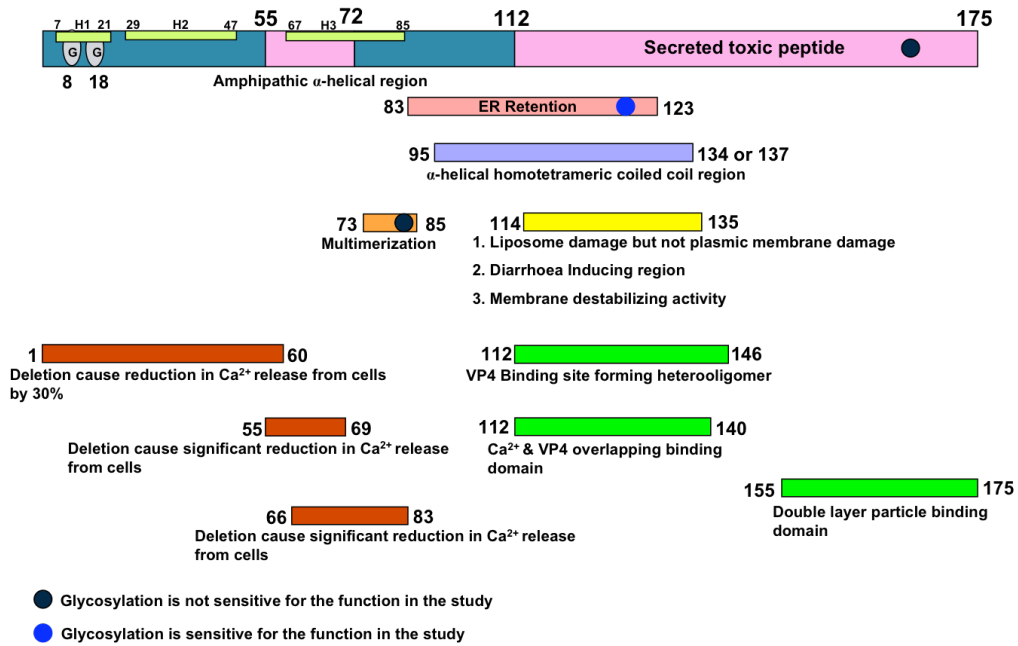 55 72 112 175
7 H1 21 29 H2 47 67 H3 85
G G
Secreted toxic peptide
8 18
Amphipathic α-helical region
83 ER Retention 123
95 134 or 137
α-helical homotetrameric coiled coil region
73 85
Multimerization
114 135
1. Liposome damage but not plasmic membrane damage
2. Diarrhoea Inducing region
3. Membrane destabilizing activity
1 60
Deletion cause reduction in Ca²⁺ release from cells
by 30%
112 146
VP4 Binding site forming heterooligomer
55 69
Deletion cause significant reduction in Ca²⁺ release
from cells
112 140
Ca²⁺ & VP4 overlapping binding
domain
155 175
Double layer particle binding
domain
66 83
Deletion cause significant reduction in Ca²⁺ release
from cells
Glycosylation is not sensitive for the function in the study
Glycosylation is sensitive for the function in the study